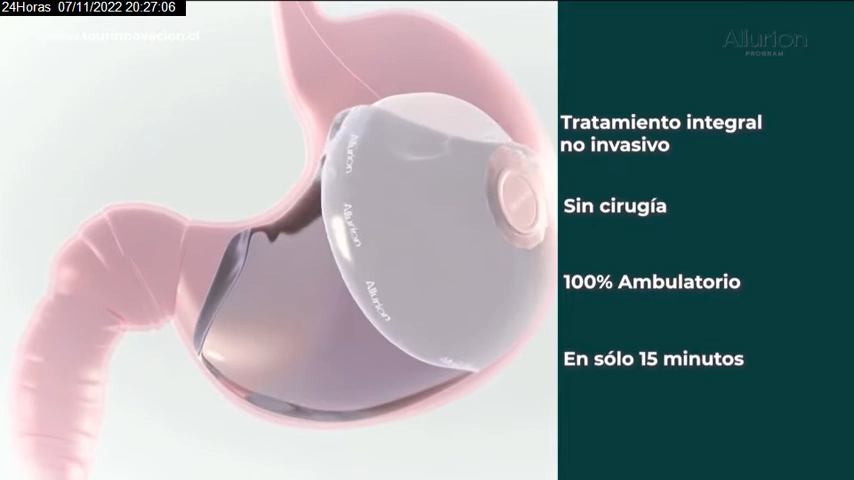 24Horas 07/11/2022 20:27:06
Allurion
PROGRAM
Tratamiento integral
no invasivo
Sin cirugía
100% Ambulatorio
En sólo 15 minutos
Allurion
Allurion
Allurion